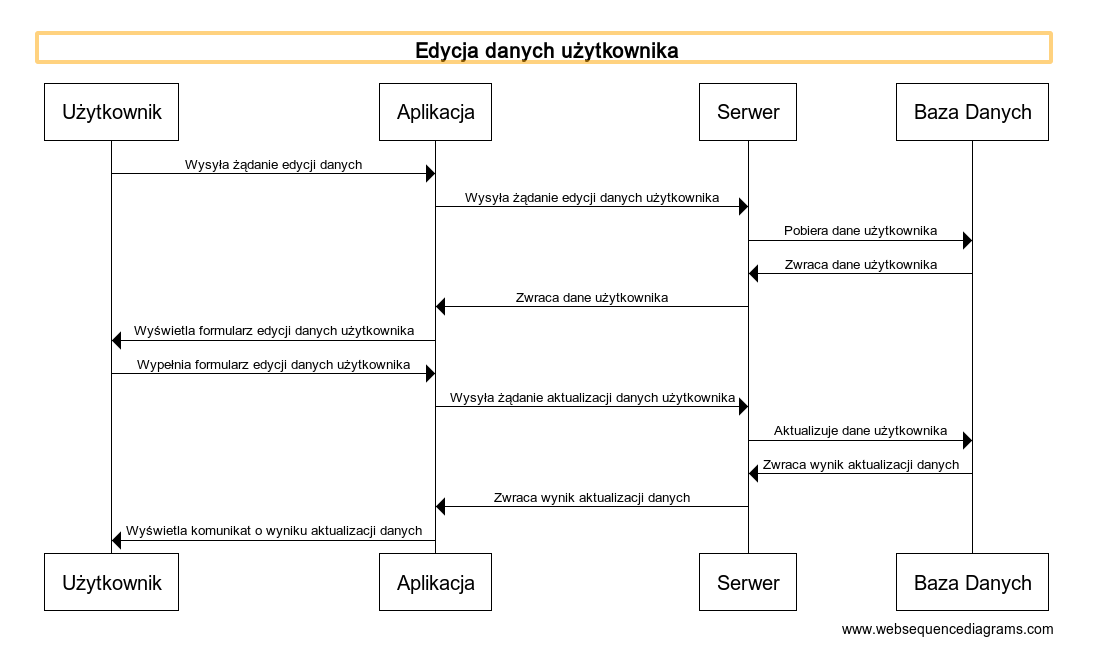 Edycja danych użytkownika
Użytkownik Aplikacja Serwer Baza Danych
Wysyła żądanie edycji danych
Wysyła żądanie edycji danych użytkownika
Pobiera dane użytkownika
Zwraca dane użytkownika
Zwraca dane użytkownika
Wyświetla formularz edycji danych użytkownika
Wypełnia formularz edycji danych użytkownika
Wysyła żądanie aktualizacji danych użytkownika
Aktualizuje dane użytkownika
Zwraca wynik aktualizacji danych
Zwraca wynik aktualizacji danych
Wyświetla komunikat o wyniku aktualizacji danych
Użytkownik Aplikacja Serwer Baza Danych
www.websequencediagrams.com